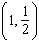 (1, 1/2)